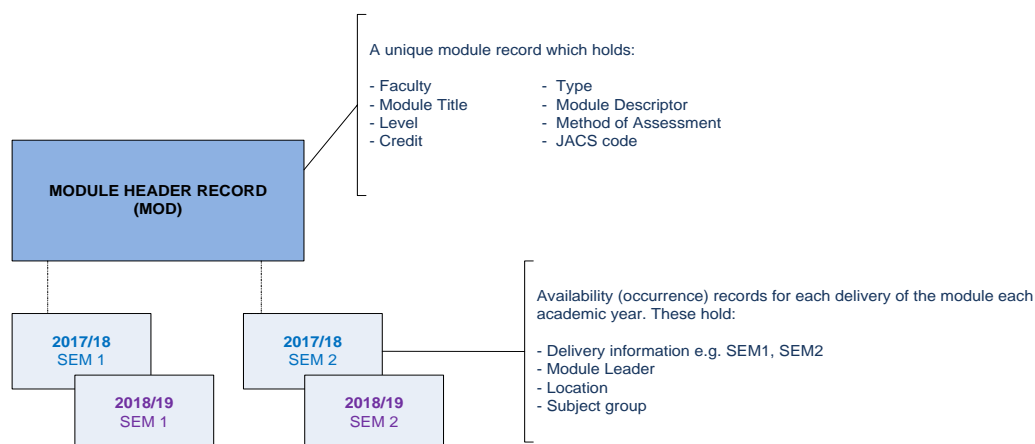 A unique module record which holds:
- Faculty
- Type
- Module Title
- Module Descriptor
- Level
- Method of Assessment
- Credit
- JACS code
MODULE HEADER RECORD
(MOD)
Availability (occurrence) records for each delivery of the module each
academic year. These hold:
- Delivery information e.g. SEM1, SEM2
- Module Leader
- Location
- Subject group
2017/18
SEM 1
2017/18
SEM 2
2018/19
SEM 1
2018/19
SEM 2